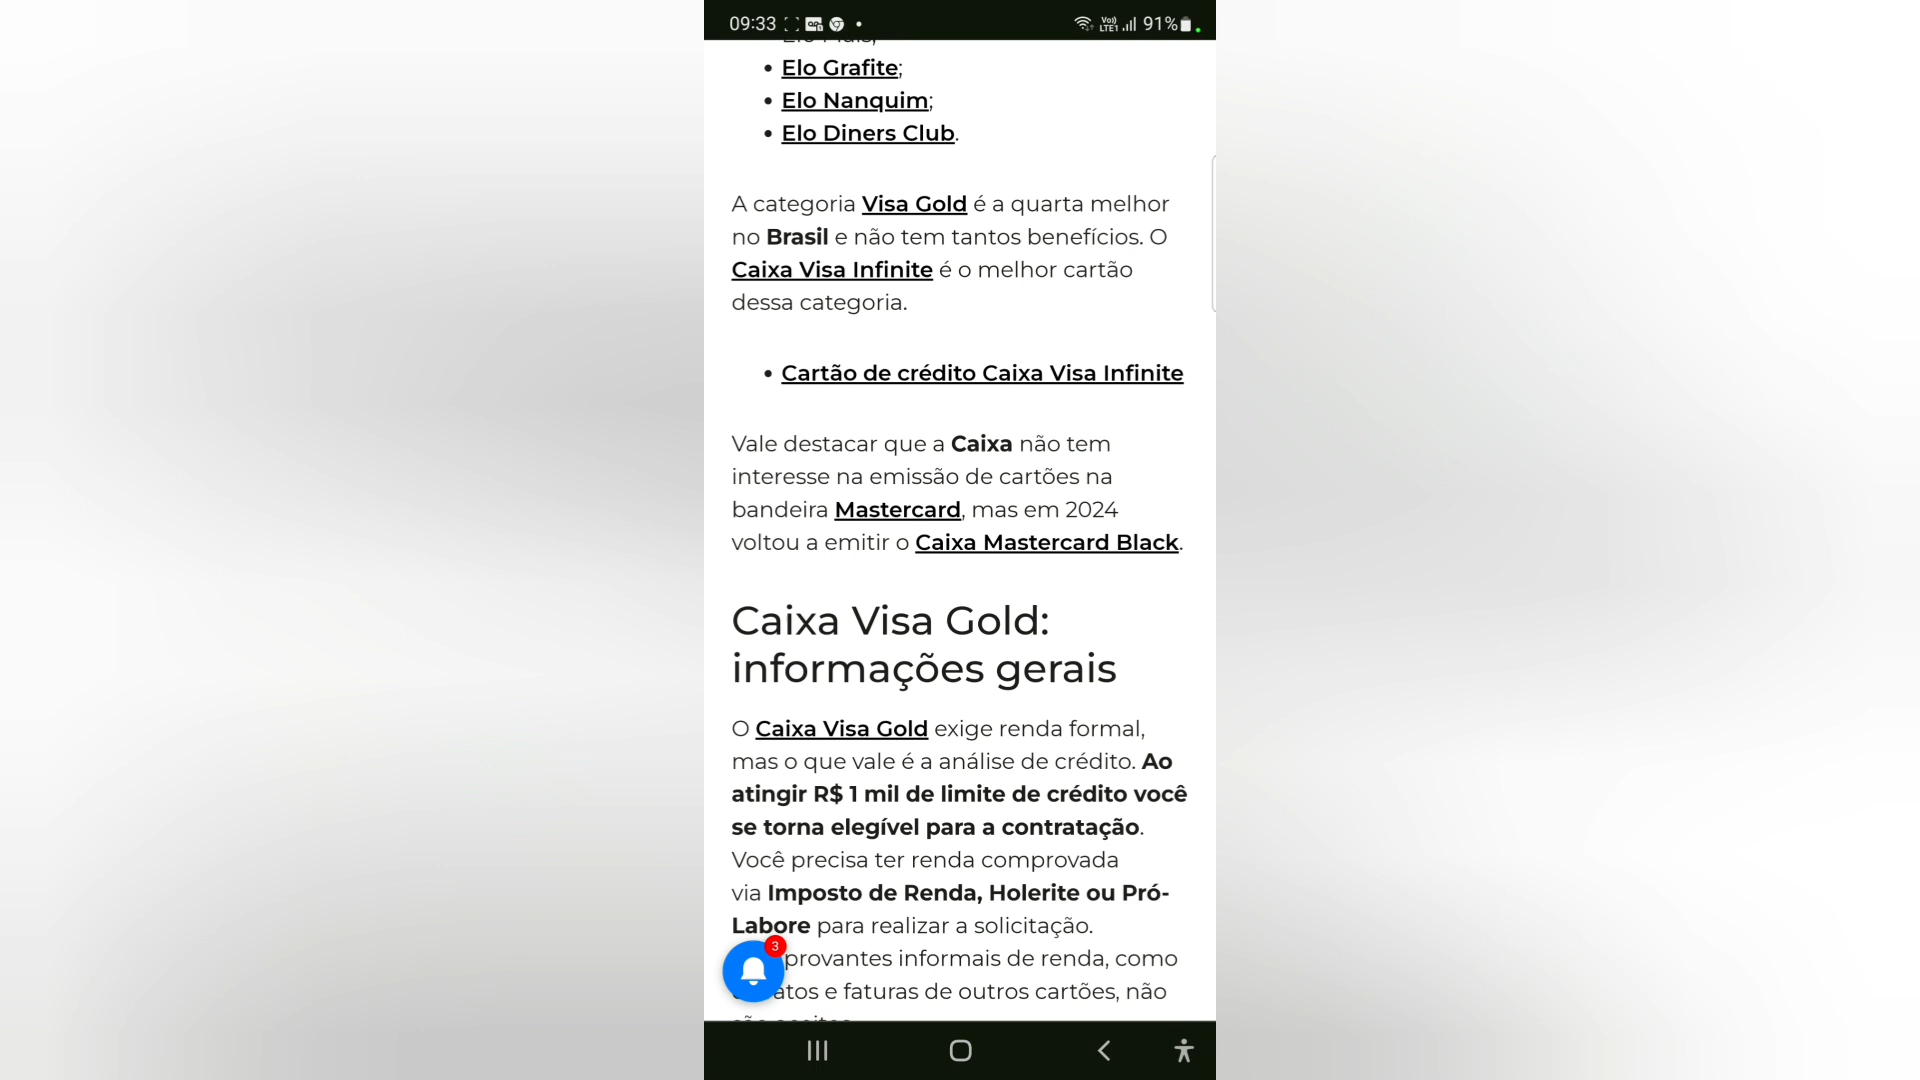 09:33
Vo))
LTE1
91%
Elo Mais;
• Elo Grafite;
• Elo Nanquim;
• Elo Diners Club.
A categoria Visa Gold é a quarta melhor
no Brasil e não tem tantos benefícios. O
Caixa Visa Infinite é o melhor cartão
dessa categoria.
• Cartão de crédito Caixa Visa Infinite
Vale destacar que a Caixa não tem
interesse na emissão de cartões na
bandeira Mastercard, mas em 2024
voltou a emitir o Caixa Mastercard Black.
Caixa Visa Gold:
informações gerais
O Caixa Visa Gold exige renda formal,
mas o que vale é a análise de crédito. Ao
atingir R$ 1 mil de limite de crédito você
se torna elegível para a contratação.
Você precisa ter renda comprovada
via Imposto de Renda, Holerite ou Pró-
Labore para realizar a solicitação.
3
provantes informais de renda, como
atos e faturas de outros cartões, não